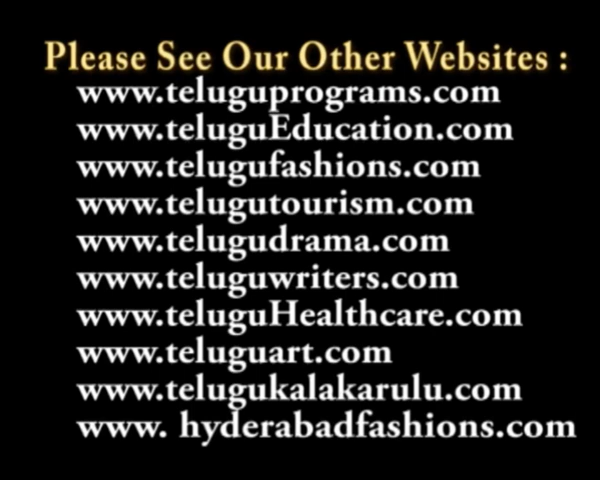 Please See Our Other Websites :
www.teluguprograms.com
www.teluguEducation.com
www.telugufashions.com
www.telugutourism.com
www.telugudrama.com
www.teluguwriters.com
www.teluguHealthcare.com
www.teluguart.com
www.telugukalakarulu.com
www. hyderabadfashions.com